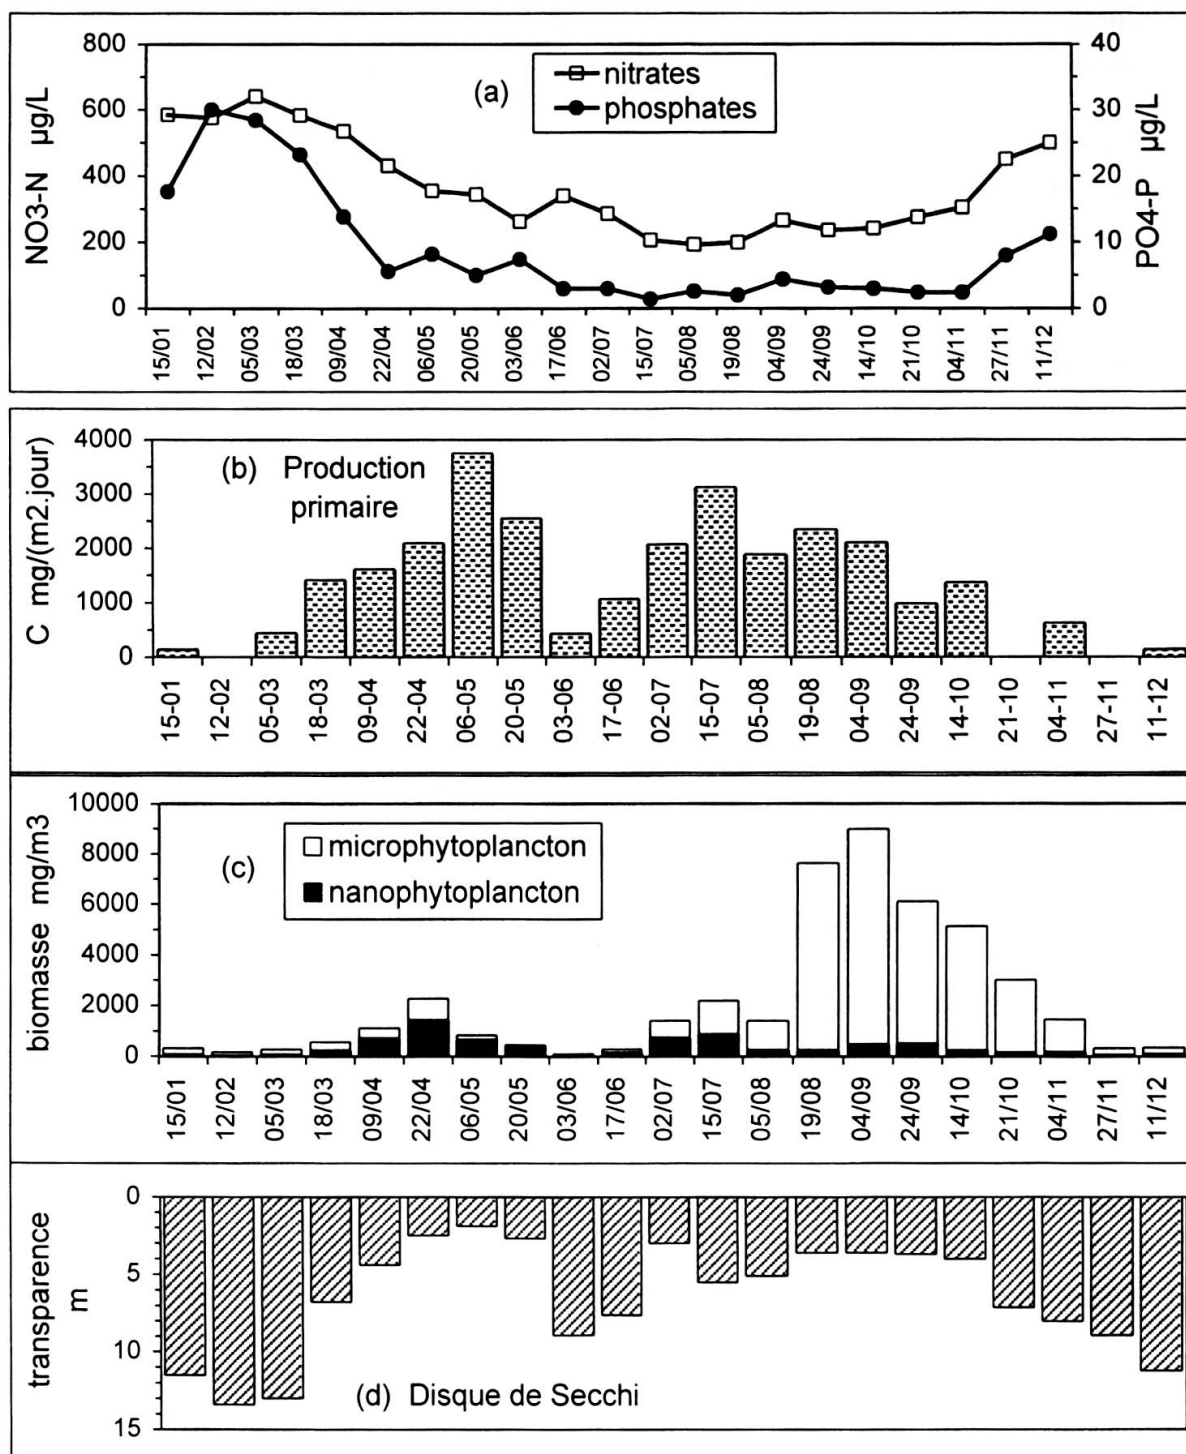 800
600
400
200
0
NO3-N µg/L
(a)
nitrates
phosphates
40
30
20
10
0
PO4-P µg/L
15/01 12/02 05/03 18/03 09/04 22/04 06/05 20/05 03/06 17/06 02/07 15/07 05/08 19/08 04/09 24/09 14/10 21/10 04/11 27/11 11/12
4000
3000
2000
1000
0
C mg/(m2.jour)
(b) Production
primaire
15-01 12-02 05-03 18-03 09-04 22-04 06-05 20-05 03-06 17-06 02-07 15-07 05-08 19-08 04-09 24-09 14-10 21-10 04-11 27-11 11-12
10000
8000
6000
4000
2000
0
biomasse mg/m3
(c)
microphytoplancton
nanophytoplancton
15/01 12/02 05/03 18/03 09/04 22/04 06/05 20/05 03/06 17/06 02/07 15/07 05/08 19/08 04/09 24/09 14/10 21/10 04/11 27/11 11/12
0
5
10
15
transparence
m
(d) Disque de Secchi